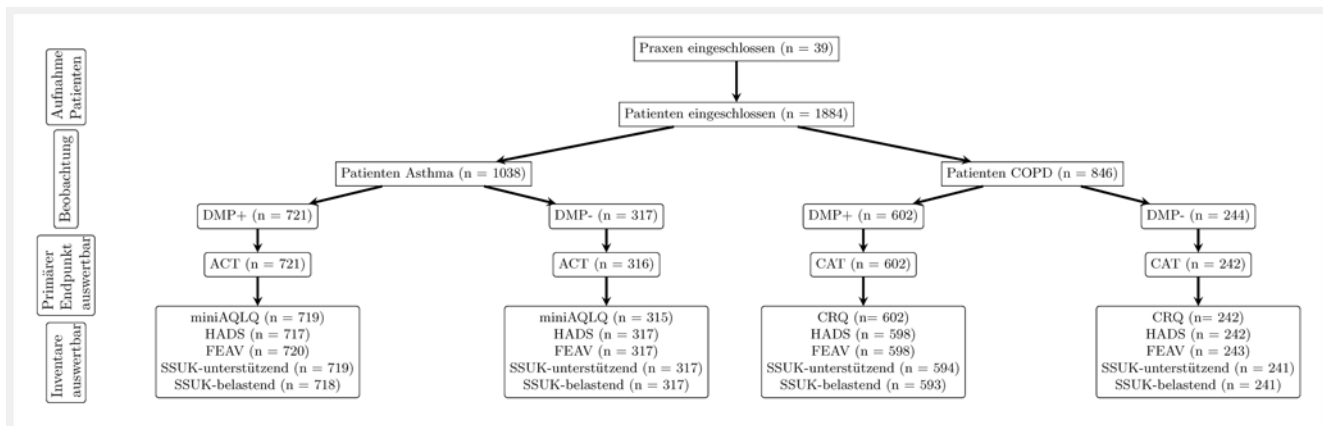 Aufnahme
Patienten
Praxen eingeschlossen (n = 39)
Patienten eingeschlossen (n = 1884)
Beobachtung
Patienten Asthma (n = 1038)
Patienten COPD (n = 846)
DMP+ (n = 721)
DMP- (n = 317)
DMP+ (n = 602)
DMP- (n = 244)
Primärer
Endpunkt
auswertbar
ACT (n = 721)
ACT (n = 316)
CAT (n = 602)
CAT (n = 242)
Inventare
auswertbar
miniAQLQ (n = 719)
HADS (n = 717)
FEAV (n = 720)
SSUK-unterstützend (n = 719)
SSUK-belastend (n = 718)
miniAQLQ (n = 315)
HADS (n = 317)
FEAV (n = 317)
SSUK-unterstützend (n = 317)
SSUK-belastend (n = 317)
CRQ (n= 602)
HADS (n = 598)
FEAV (n = 598)
SSUK-unterstützend (n = 594)
SSUK-belastend (n = 593)
CRQ (n= 242)
HADS (n = 242)
FEAV (n = 243)
SSUK-unterstützend (n = 241)
SSUK-belastend (n = 241)